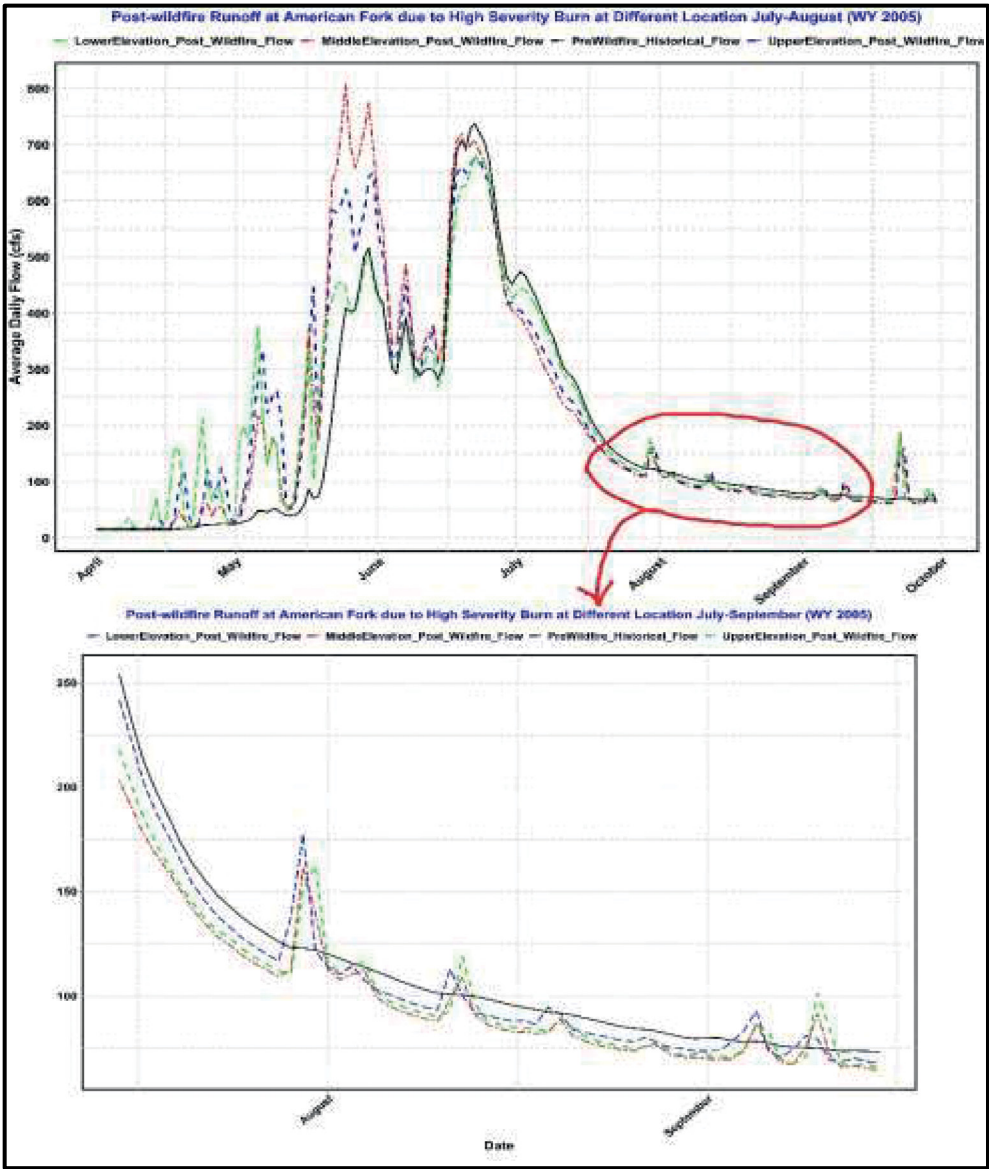 Post-wildfire Runoff at American Fork due to High Severity Burn at Different Location July-August (WY 2005)
LowerElevation_Post_Wildfire_Flow MiddleElevation_Post_Wildfire_Flow PreWildfire_Historical_Flow UpperElevation_Post_Wildfire_Flow
800
700
600
500
400
300
200
100
0
Average Daily Flow (cfs)
April May June July August September October
Post-wildfire Runoff at American Fork due to High Severity Burn at Different Location July-September (WY 2005)
LowerElevation_Post_Wildfire_Flow MiddleElevation_Post_Wildfire_Flow PreWildfire_Historical_Flow UpperElevation_Post_Wildfire_Flow
250
200
150
100
August September
Date